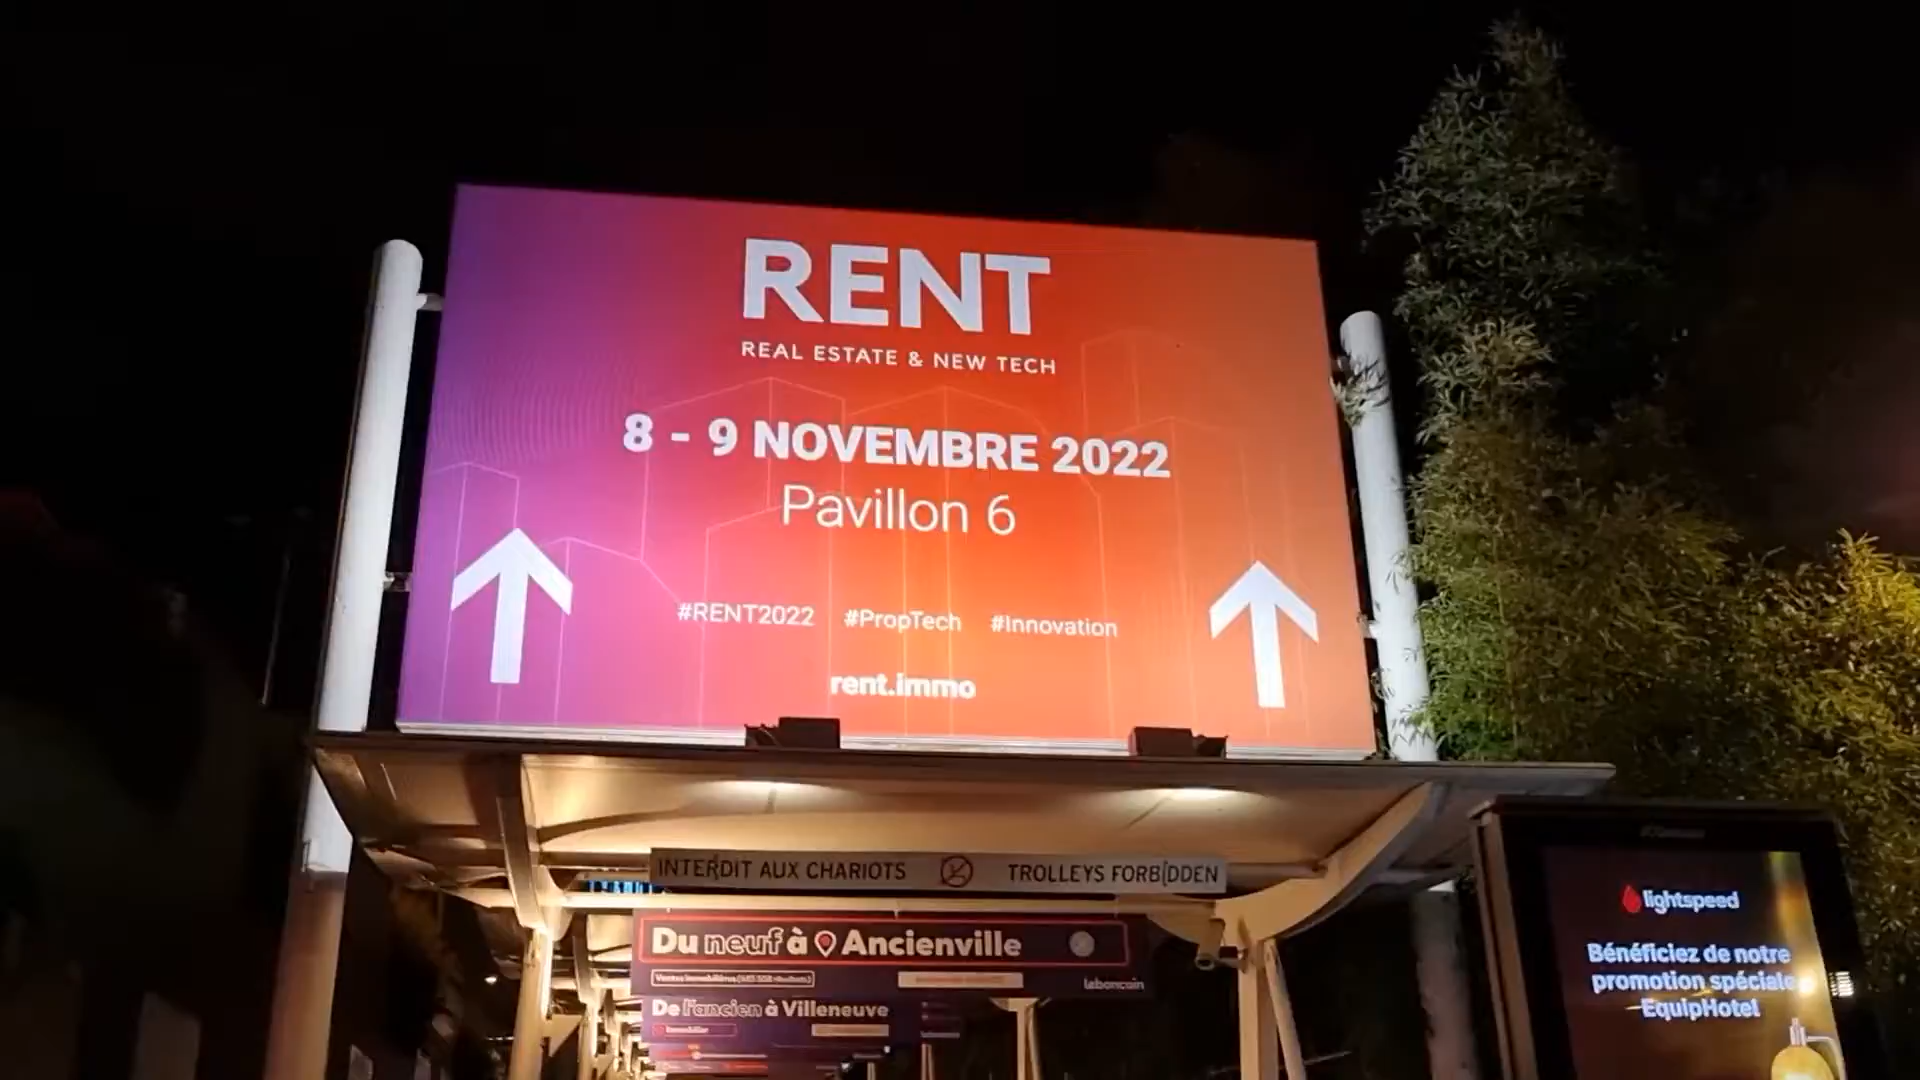 RENT
REAL ESTATE & NEW TECH
8 - 9 NOVEMBRE 2022
Pavillon 6
#RENT2022 #PropTech #Innovation
rent.immo
INTERDIT AUX CHARIOTS TROLLEYS FORBIDDEN
Du neuf à Ancienville
leboncoin
De l'ancien à Villeneuve
Immobilier
lightspeed
Bénéficiez de notre
promotion spéciale
EquipHotel